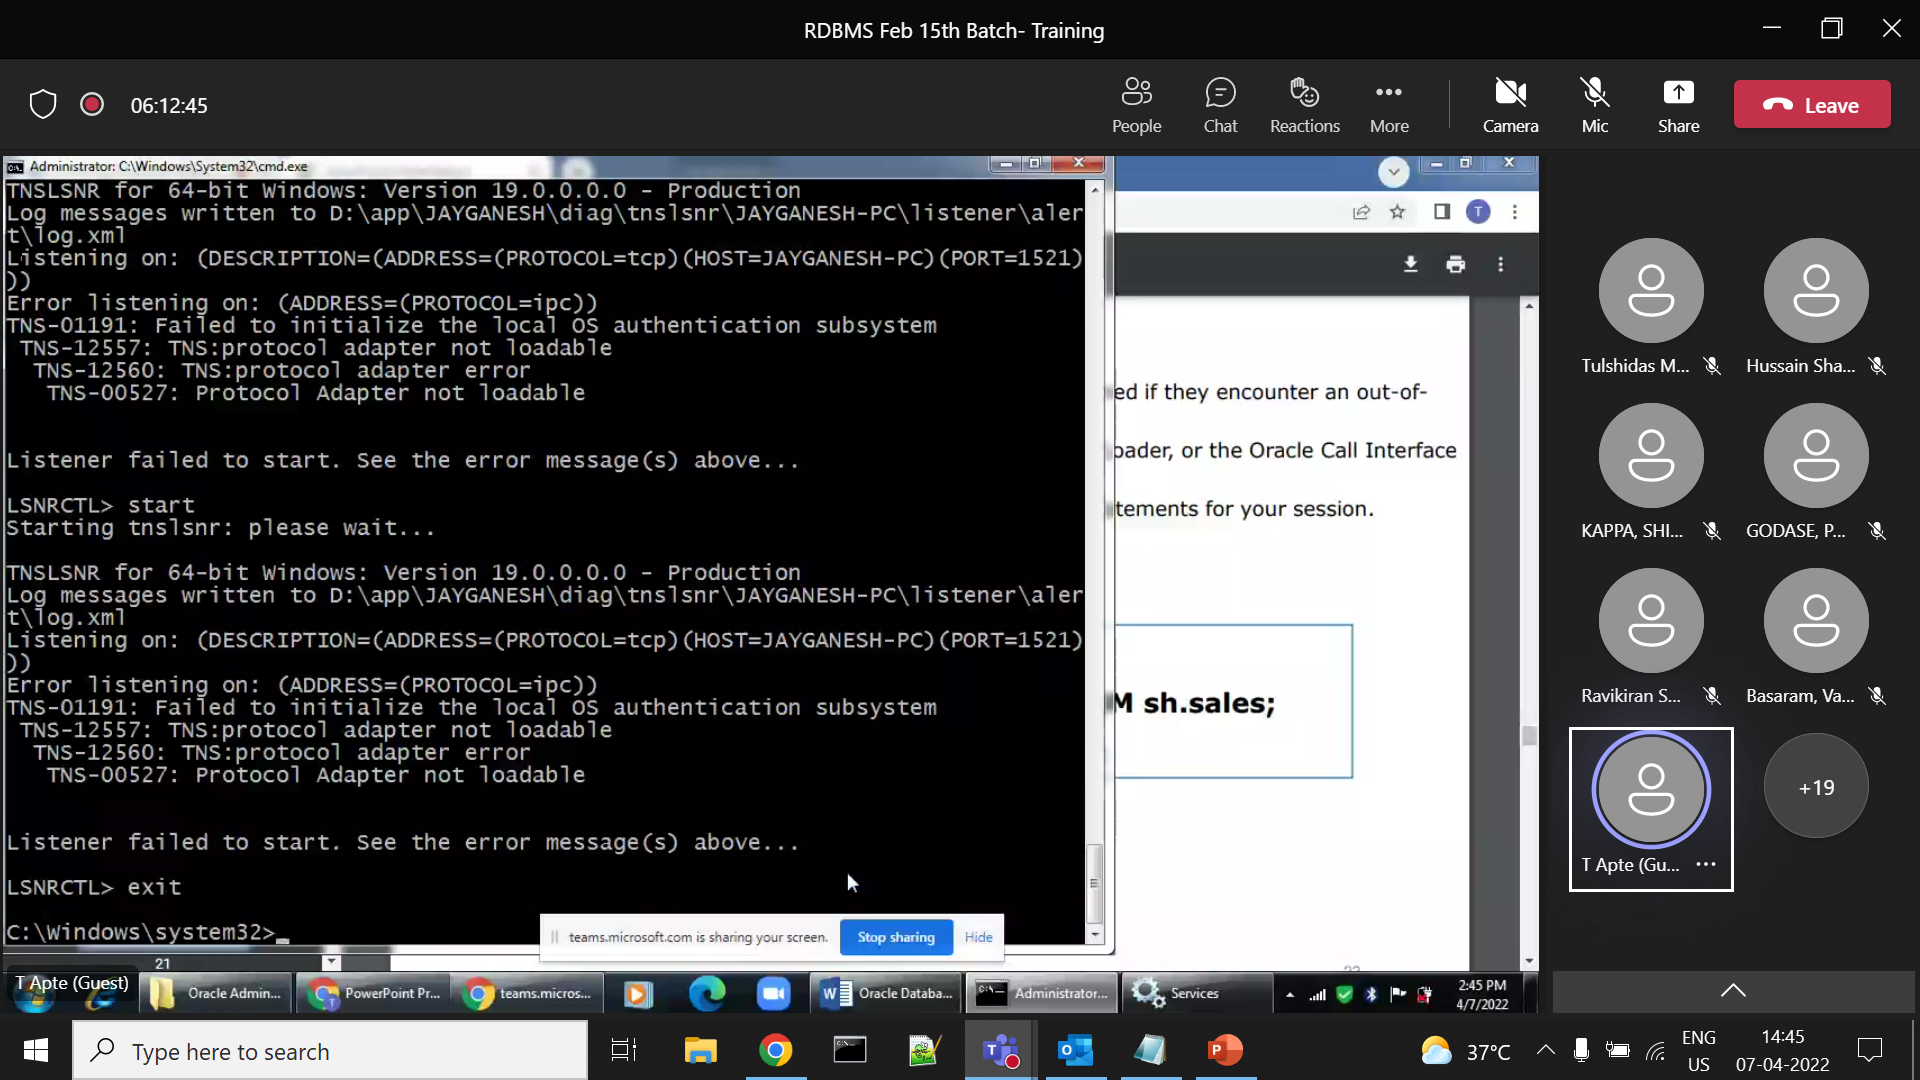 RDBMS Feb 15th Batch- Training
06:12:45
People
Chat
Reactions
More
Camera
Mic
Share
Leave
Administrator: C:\Windows\System32\cmd.exe
TNSLSNR for 64-bit Windows: Version 19.0.0.0.0 - Production
Log messages written to D:\app\JAYGANESH\diag\tnslsnr\JAYGANESH-PC\listener\aler
t\log.xml
Listening on: (DESCRIPTION=(ADDRESS=(PROTOCOL=tcp)(HOST=JAYGANESH-PC)(PORT=1521)
))
Error listening on: (ADDRESS=(PROTOCOL=ipc))
TNS-01191: Failed to initialize the local OS authentication subsystem
TNS-12557: TNS:protocol adapter not loadable
TNS-12560: TNS:protocol adapter error
TNS-00527: Protocol Adapter not loadable
Listener failed to start. See the error message(s) above...
LSNRCTL> start
Starting tnslsnr: please wait...
TNSLSNR for 64-bit Windows: Version 19.0.0.0.0 - Production
Log messages written to D:\app\JAYGANESH\diag\tnslsnr\JAYGANESH-PC\listener\aler
t\log.xml
Listening on: (DESCRIPTION=(ADDRESS=(PROTOCOL=tcp)(HOST=JAYGANESH-PC)(PORT=1521)
))
Error listening on: (ADDRESS=(PROTOCOL=ipc))
TNS-01191: Failed to initialize the local OS authentication subsystem
TNS-12557: TNS:protocol adapter not loadable
TNS-12560: TNS:protocol adapter error
TNS-00527: Protocol Adapter not loadable
Listener failed to start. See the error message(s) above...
LSNRCTL> exit
C:\Windows\system32>_
T
ed if they encounter an out-of-
oader, or the Oracle Call Interface
tements for your session.
M sh.sales;
teams.microsoft.com is sharing your screen.
Stop sharing
Hide
21
T Apte (Guest)
Oracle Admin...
PowerPoint Pr...
teams.micros...
Oracle Databa...
Administrator...
Services
2:45 PM
4/7/2022
Tulshidas M...
Hussain Sha...
KAPPA, SHI...
GODASE, P...
Ravikiran S...
Basaram, Va...
T Apte (Gu...
+19
Type here to search
37°C
ENG
US
14:45
07-04-2022